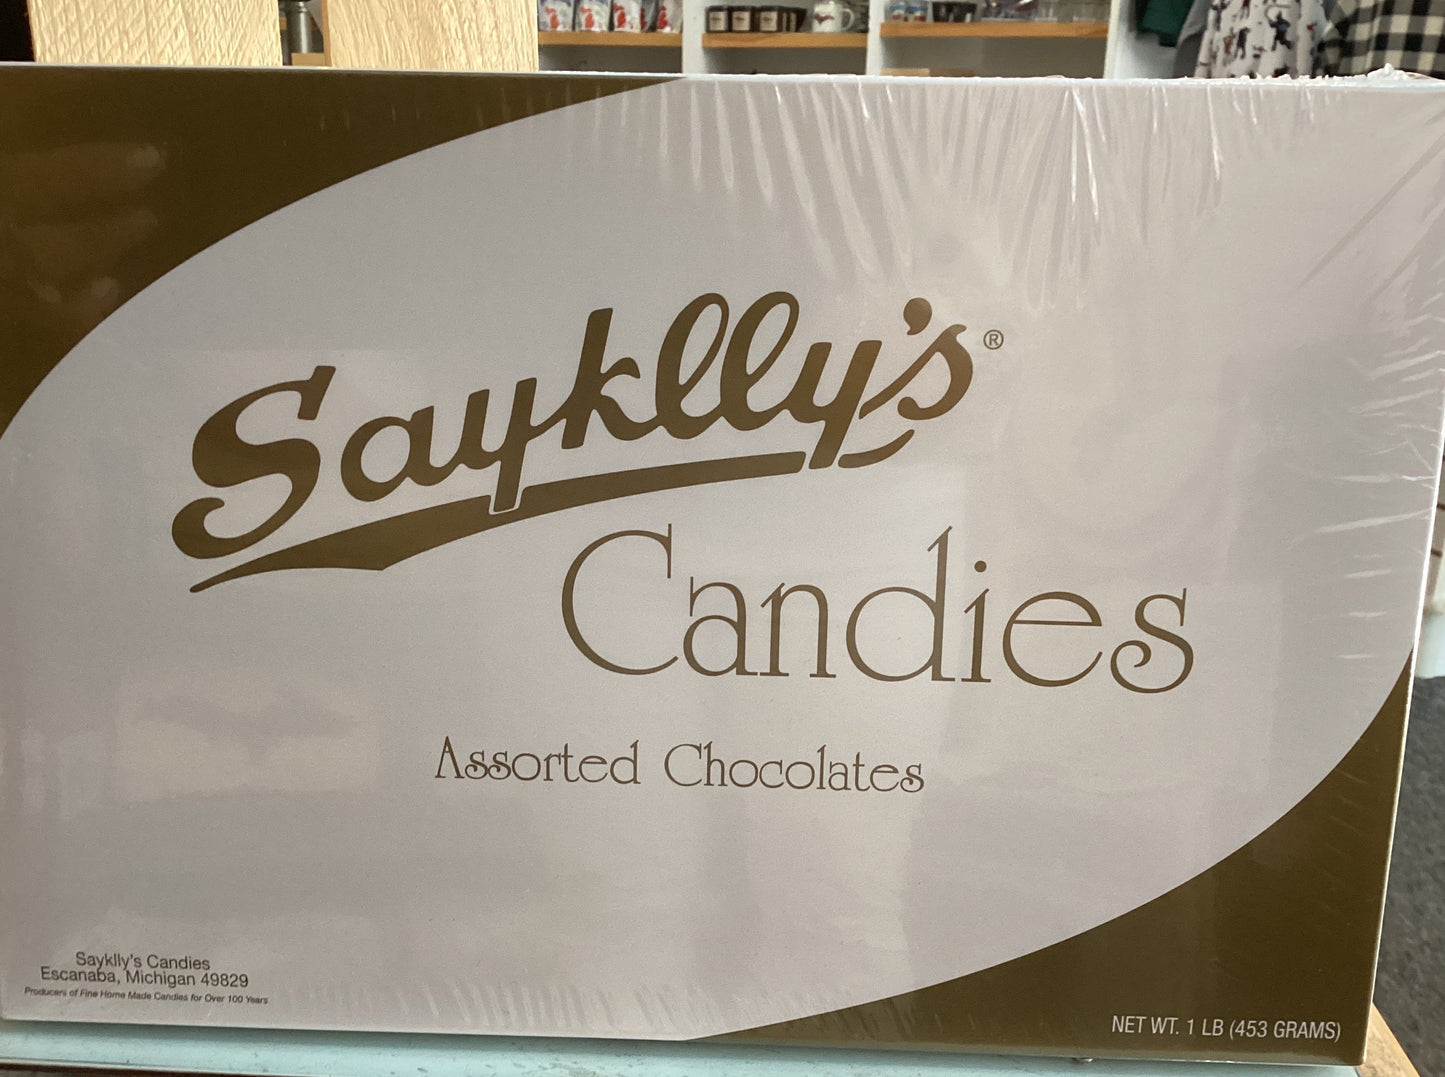 Sayklly's®
Candies
Assorted Chocolates
Sayklly's Candies
Escanaba, Michigan 49829
Producers of Fine Home Made Candies for Over 100 Years
NET WT. 1 LB (453 GRAMS)